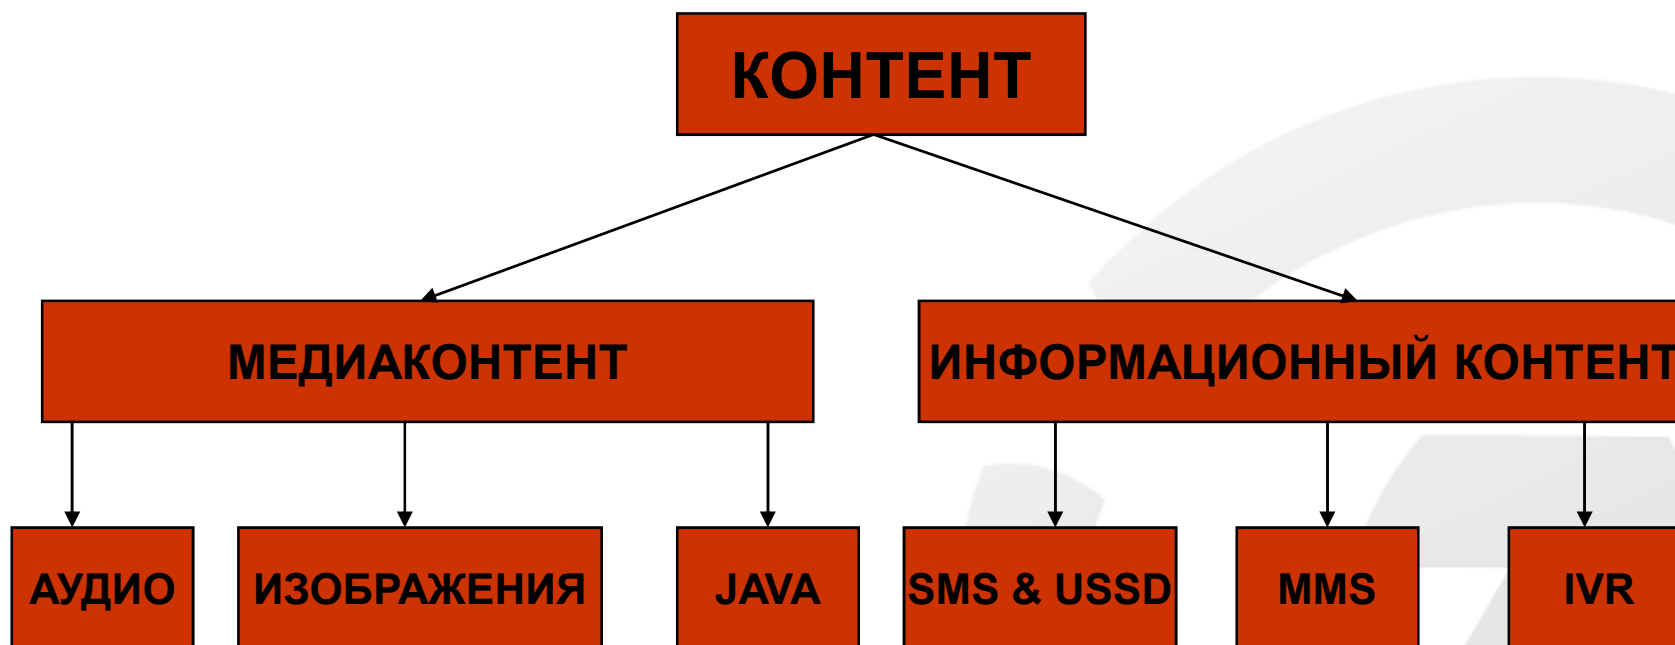 КОНТЕНТ
МЕДИАКОНТЕНТ
ИНФОРМАЦИОННЫЙ КОНТЕНТ
АУДИО
ИЗОБРАЖЕНИЯ
JAVA
SMS & USSD
MMS
IVR